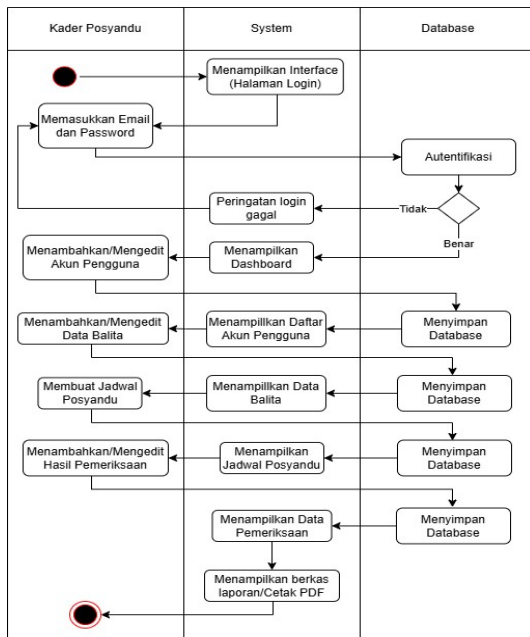 Kader Posyandu
System
Database
Menampilkan Interface
(Halaman Login)
Memasukkan Email
dan Password
Autentifikasi
Peringatan login
gagal
Tidak
Benar
Menambahkan/Mengedit
Akun Pengguna
Menampilkan
Dashboard
Menambahkan/Mengedit
Data Balita
Menampillkan Daftar
Akun Pengguna
Menyimpan
Database
Membuat Jadwal
Posyandu
Menampillkan Data
Balita
Menyimpan
Database
Menambahkan/Mengedit
Hasil Pemeriksaan
Menampilkan
Jadwal Posyandu
Menyimpan
Database
Menampilkan Data
Pemeriksaan
Menyimpan
Database
Menampilkan berkas
laporan/Cetak PDF